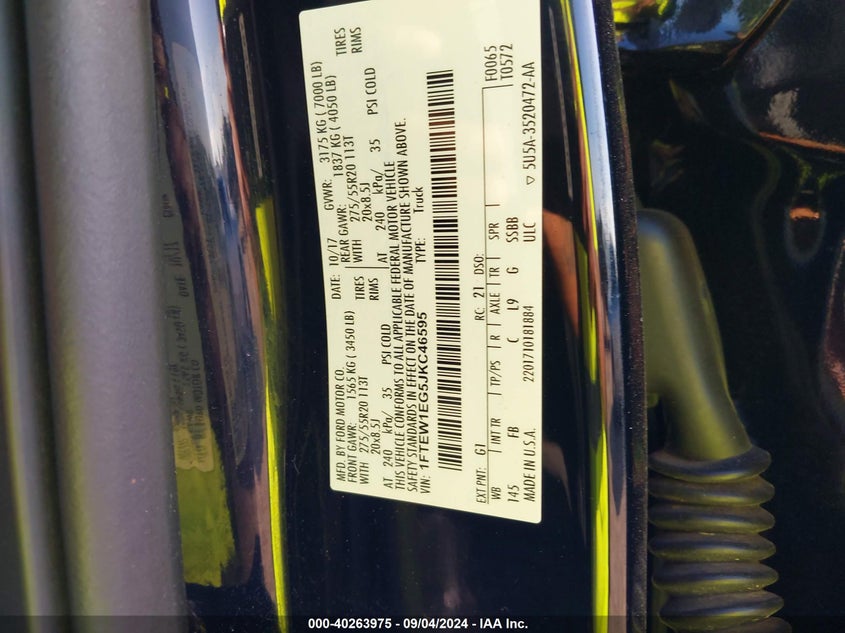 MFD. BY FORD MOTOR CO.
DATE: 10/17 GVWR: 3175 KG ( 7000 LB)
FRONT GAWR: 1565 KG ( 3450 LB) REAR GAWR: 1837 KG ( 4050 LB)
WITH 275/55R20 113T TIRES WITH 275/55R20 113T TIRES
20x8.5J RIMS 20x8.5J RIMS
AT 240 kPa/ 35 PSI COLD AT 240 kPa/ 35 PSI COLD
THIS VEHICLE CONFORMS TO ALL APPLICABLE FEDERAL MOTOR VEHICLE
SAFETY STANDARDS IN EFFECT ON THE DATE OF MANUFACTURE SHOWN ABOVE.
VIN: 1FTEW1EG5JKC46595 TYPE: Truck
F0065
EXT PNT: G1 RC: 21 DSO: T0572
WB INT TR TP/PS R AXLE TR SPR
145 FB C L9 G SSBB
2201710181884 ULC
MADE IN U.S.A. ▽ 5U5A-3520472-AA
000-40263975 - 09/04/2024 - IAA Inc.